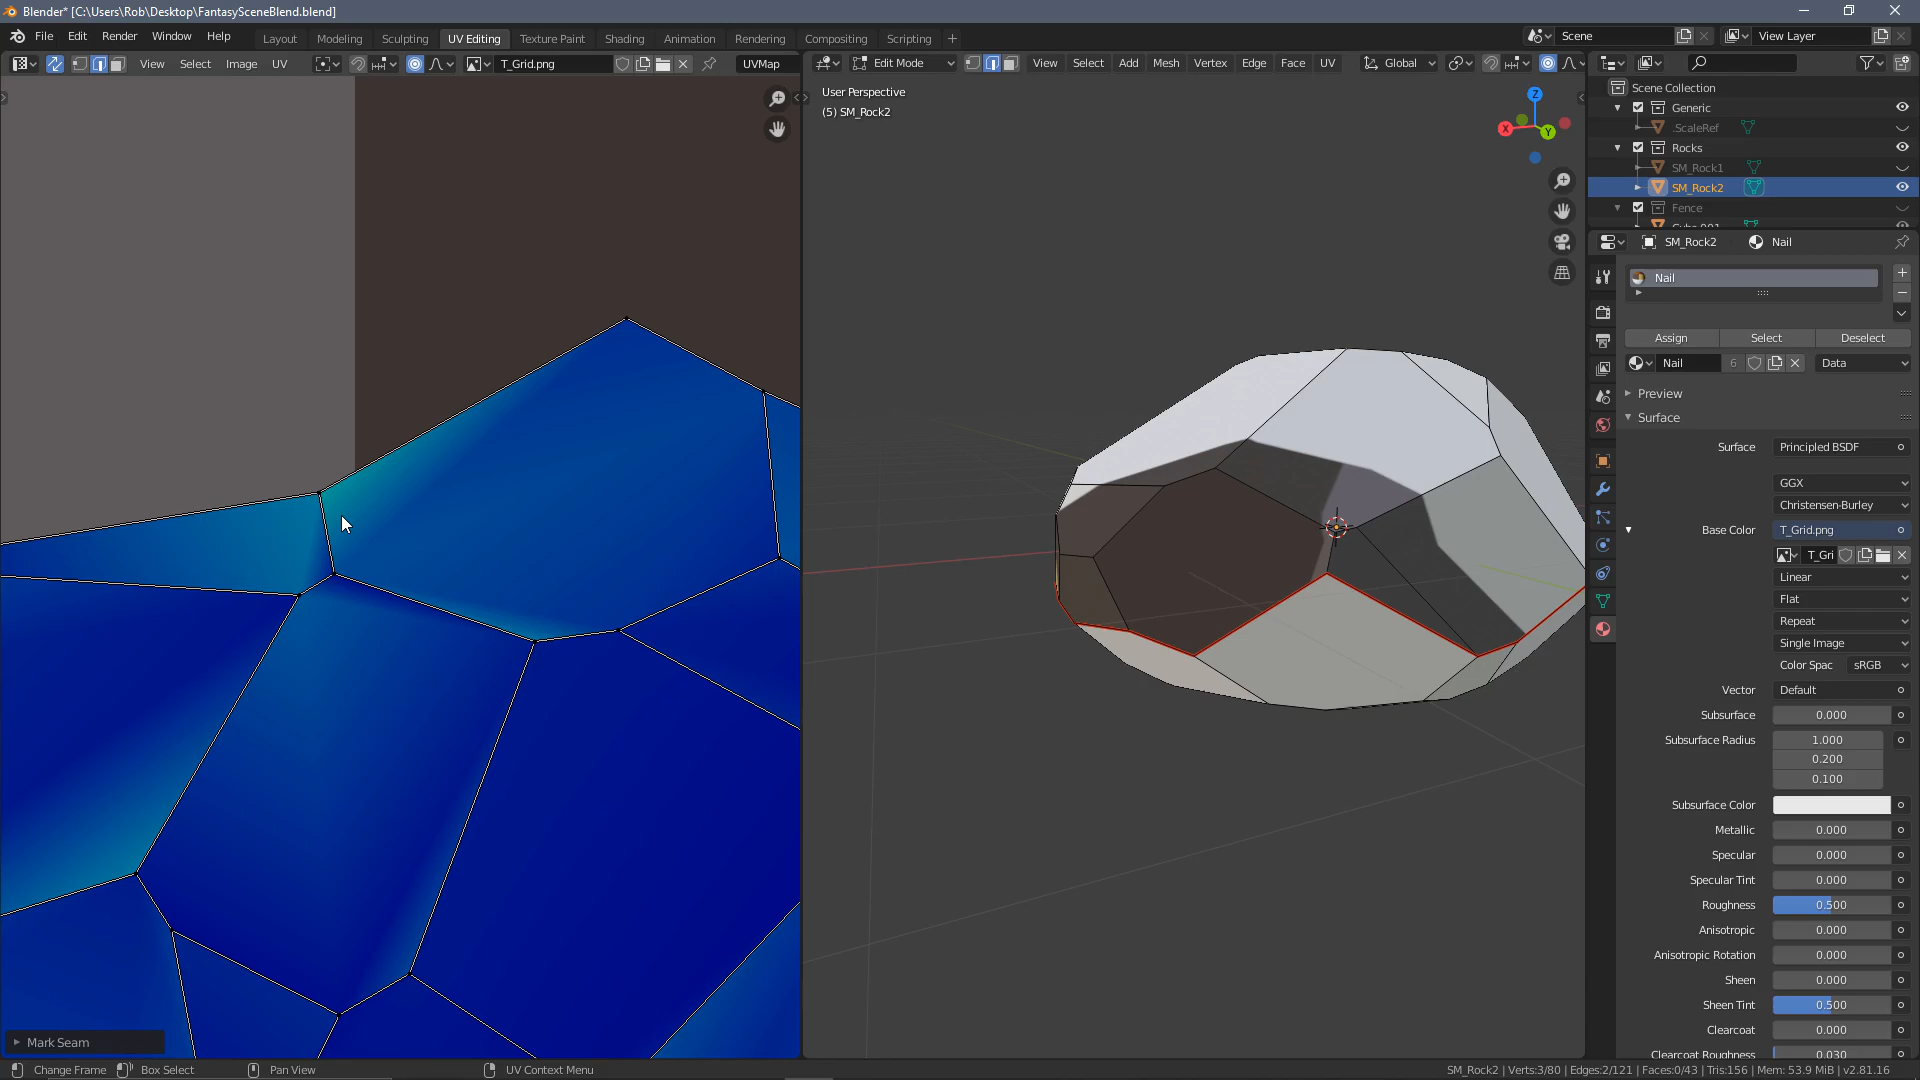 Blender* [C:\Users\Rob\Desktop\FantasySceneBlend.blend]
File Edit Render Window Help
Layout Modeling Sculpting UV Editing Texture Paint Shading Animation Rendering Compositing Scripting +
Scene View Layer
View Select Image UV T_Grid.png UVMap
Edit Mode View Select Add Mesh Vertex Edge Face UV Global
User Perspective
(5) SM_Rock2
Z
X
Y
Scene Collection
Generic
.ScaleRef
Rocks
SM_Rock1
SM_Rock2
Fence
SM_Rock2 Nail
Nail
Assign Select Deselect
Nail 6 Data
Preview
Surface
Surface Principled BSDF
GGX
Christensen-Burley
Base Color T_Grid.png
T_Gri
Linear
Flat
Repeat
Single Image
Color Spac sRGB
Vector Default
Subsurface 0.000
Subsurface Radius 1.000
0.200
0.100
Subsurface Color
Metallic 0.000
Specular 0.000
Specular Tint 0.000
Roughness 0.500
Anisotropic 0.000
Anisotropic Rotation 0.000
Sheen 0.000
Sheen Tint 0.500
Clearcoat 0.000
Clearcoat Roughness 0.030
Mark Seam
Change Frame Box Select Pan View UV Context Menu
SM_Rock2 | Verts:3/80 | Edges:2/121 | Faces:0/43 | Tris:156 | Mem: 53.9 MiB | v2.81.16